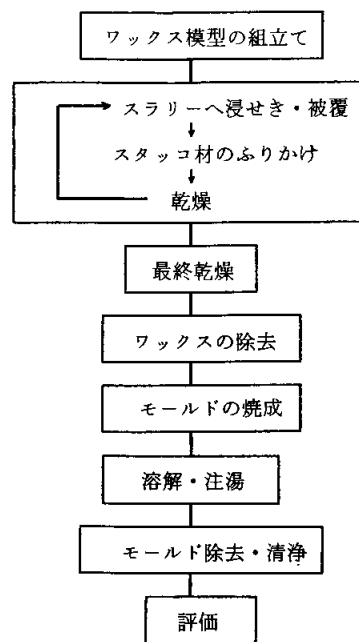 ワックス模型の組立て
スラリーへ浸せき・被覆
スタッコ材のふりかけ
乾燥
最終乾燥
ワックスの除去
モールドの焼成
溶解・注湯
モールド除去・清浄
評価